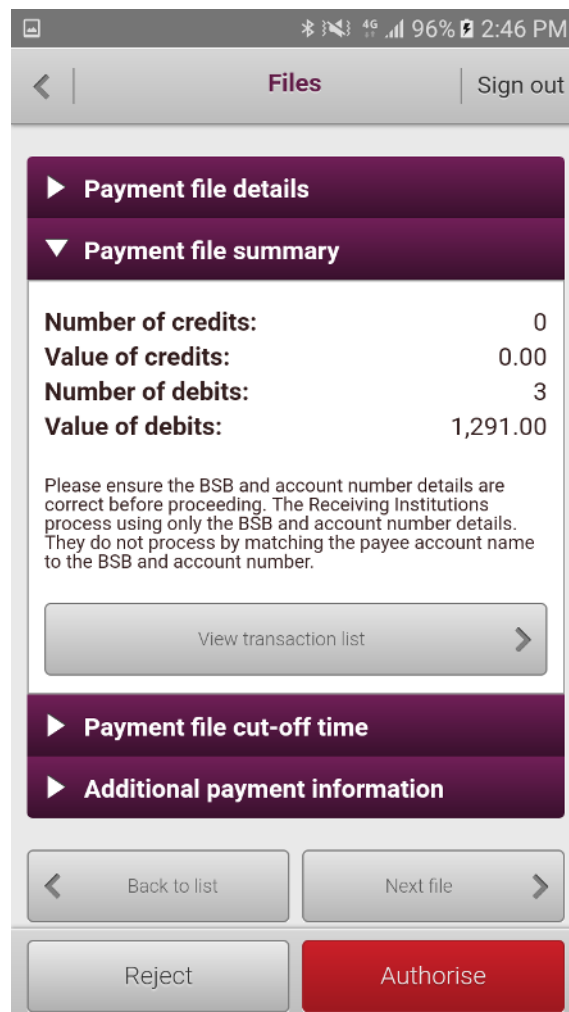 4G 96% 2:46 PM
Files Sign out
Payment file details
Payment file summary
Number of credits: 0
Value of credits: 0.00
Number of debits: 3
Value of debits: 1,291.00
Please ensure the BSB and account number details are
correct before proceeding. The Receiving Institutions
process using only the BSB and account number details.
They do not process by matching the payee account name
to the BSB and account number.
View transaction list
Payment file cut-off time
Additional payment information
Back to list Next file
Reject Authorise